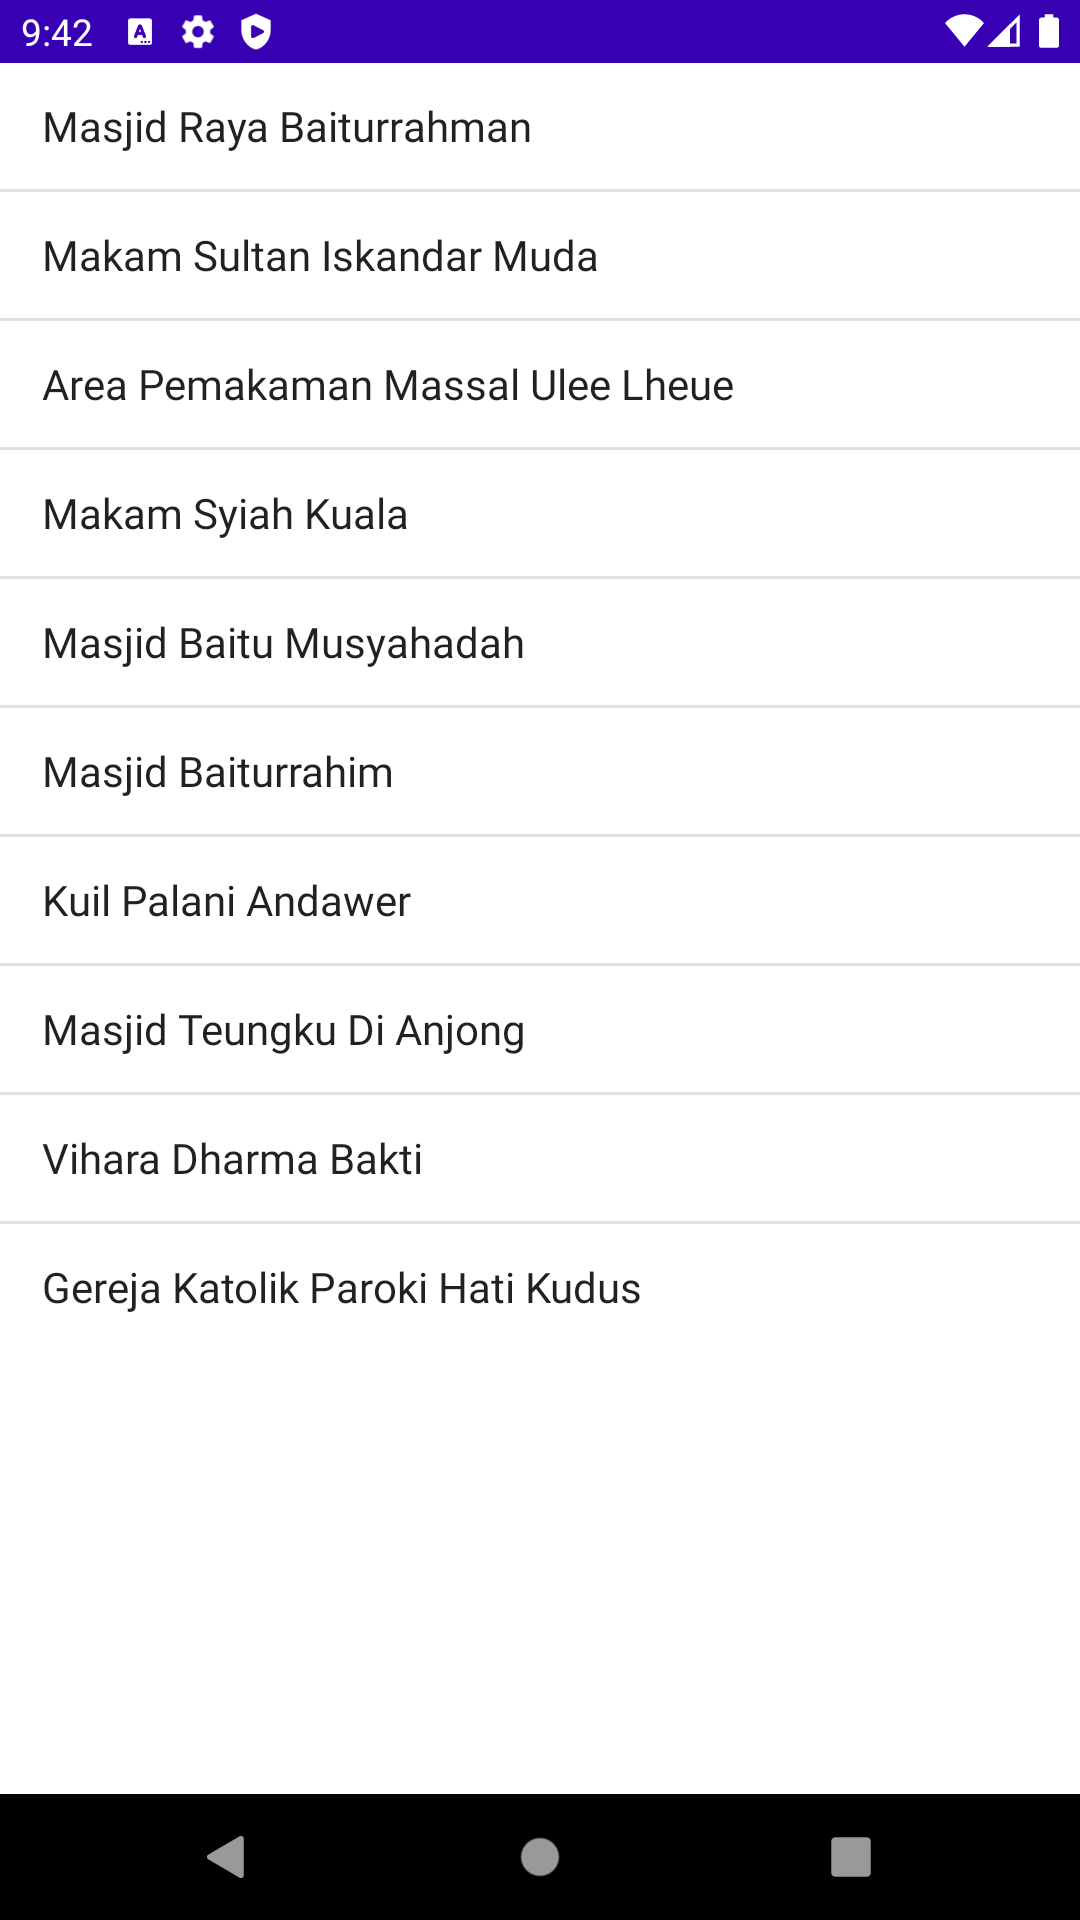 9:42
Masjid Raya Baiturrahman
Makam Sultan Iskandar Muda
Area Pemakaman Massal Ulee Lheue
Makam Syiah Kuala
Masjid Baitu Musyahadah
Masjid Baiturrahim
Kuil Palani Andawer
Masjid Teungku Di Anjong
Vihara Dharma Bakti
Gereja Katolik Paroki Hati Kudus